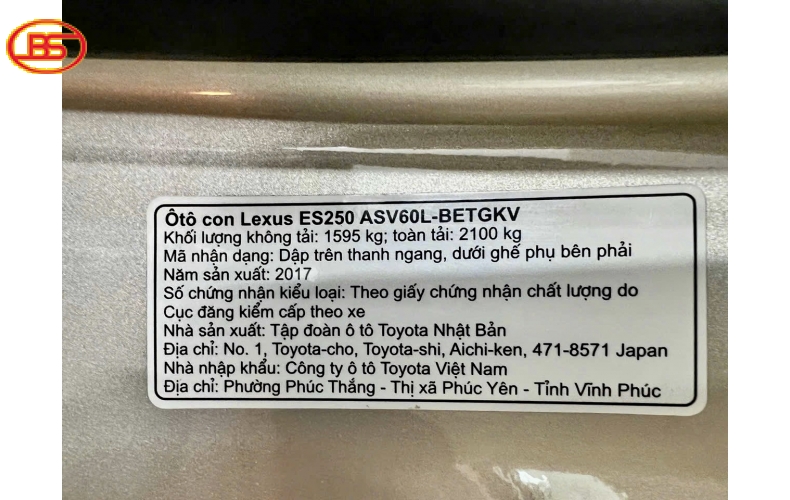 BS
Ôtô con Lexus ES250 ASV60L-BETGKV
Khối lượng không tải: 1595 kg; toàn tải: 2100 kg
Mã nhận dạng: Dập trên thanh ngang, dưới ghế phụ bên phải
Năm sản xuất: 2017
Số chứng nhận kiểu loại: Theo giấy chứng nhận chất lượng do
Cục đăng kiểm cấp theo xe
Nhà sản xuất: Tập đoàn ô tô Toyota Nhật Bản
Địa chỉ: No. 1, Toyota-cho, Toyota-shi, Aichi-ken, 471-8571 Japan
Nhà nhập khẩu: Công ty ô tô Toyota Việt Nam
Địa chỉ: Phường Phúc Thắng - Thị xã Phúc Yên - Tỉnh Vĩnh Phúc